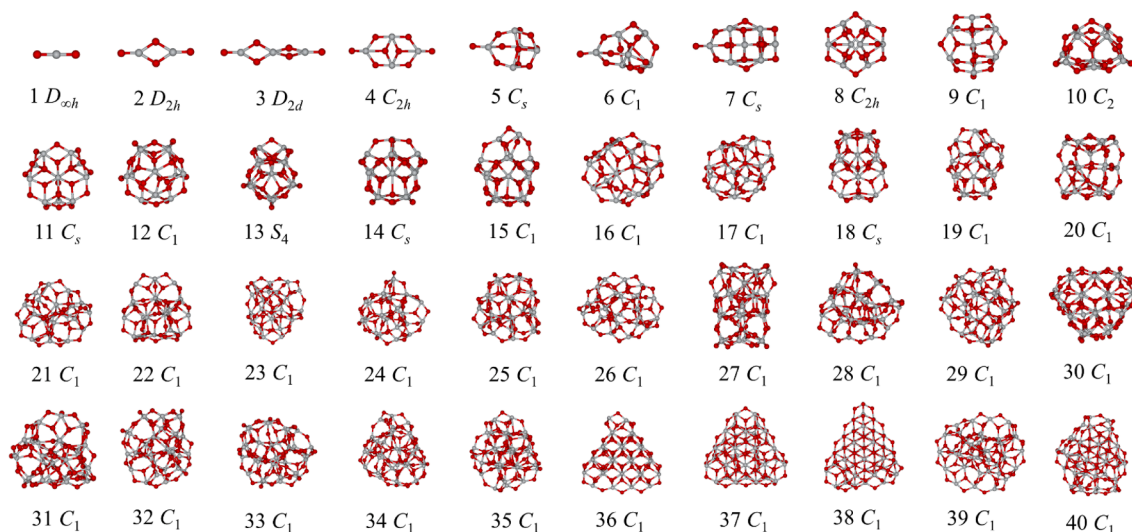 1 D∞h 2 D2h 3 D2d 4 C2h 5 Cs 6 C1 7 Cs 8 C2h 9 C1 10 C2
11 Cs 12 C1 13 S4 14 Cs 15 C1 16 C1 17 C1 18 Cs 19 C1 20 C1
21 C1 22 C1 23 C1 24 C1 25 C1 26 C1 27 C1 28 C1 29 C1 30 C1
31 C1 32 C1 33 C1 34 C1 35 C1 36 C1 37 C1 38 C1 39 C1 40 C1